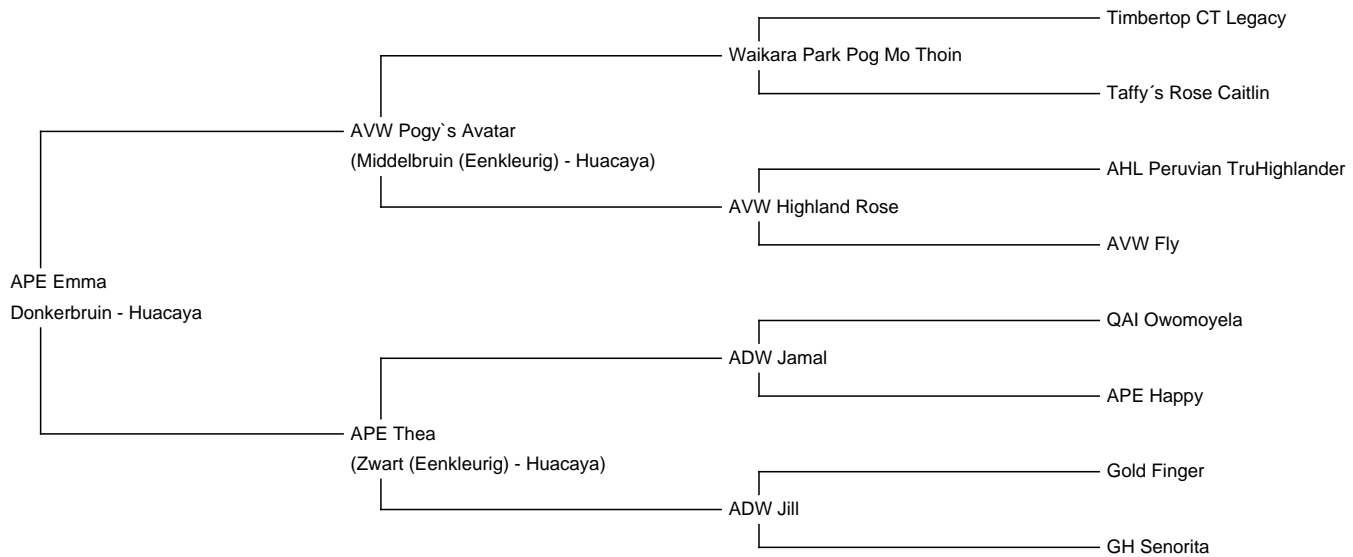 Timbertop CT Legacy
Waikara Park Pog Mo Thoin
Taffy´s Rose Caitlin
AVW Pogy`s Avatar
(Middelbruin (Eenkleurig) - Huacaya)
AHL Peruvian TruHighlander
AVW Highland Rose
AVW Fly
APE Emma
Donkerbruin - Huacaya
QAI Owomoyela
ADW Jamal
APE Happy
APE Thea
(Zwart (Eenkleurig) - Huacaya)
Gold Finger
ADW Jill
GH Senorita